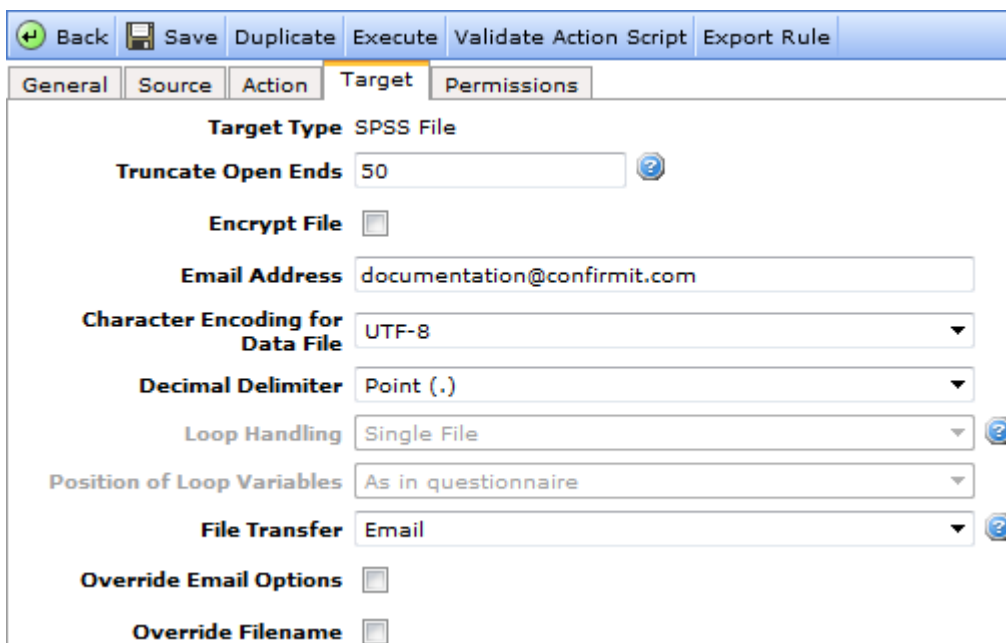 Back Save Duplicate Execute Validate Action Script Export Rule
General Source Action Target Permissions
Target Type SPSS File
Truncate Open Ends 50
Encrypt File
Email Address documentation@confirmit.com
Character Encoding for
Data File UTF-8
Decimal Delimiter Point (.)
Loop Handling Single File
Position of Loop Variables As in questionnaire
File Transfer Email
Override Email Options
Override Filename